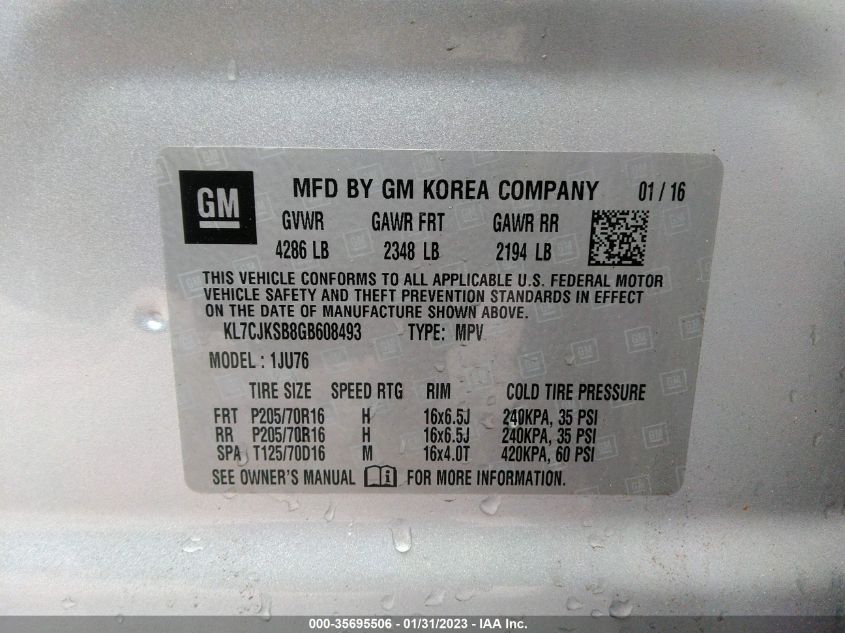 GM MFD BY GM KOREA COMPANY 01 / 16
GVWR GAWR FRT GAWR RR
4286 LB 2348 LB 2194 LB
THIS VEHICLE CONFORMS TO ALL APPLICABLE U.S. FEDERAL MOTOR
VEHICLE SAFETY AND THEFT PREVENTION STANDARDS IN EFFECT
ON THE DATE OF MANUFACTURE SHOWN ABOVE.
KL7CJKSB8GB608493 TYPE: MPV
MODEL : 1JU76
TIRE SIZE SPEED RTG RIM COLD TIRE PRESSURE
FRT P205/70R16 H 16x6.5J 240KPA, 35 PSI
RR P205/70R16 H 16x6.5J 240KPA, 35 PSI
SPA T125/70D16 M 16x4.0T 420KPA, 60 PSI
SEE OWNER'S MANUAL FOR MORE INFORMATION.
000-35695506 - 01/31/2023 - IAA Inc.